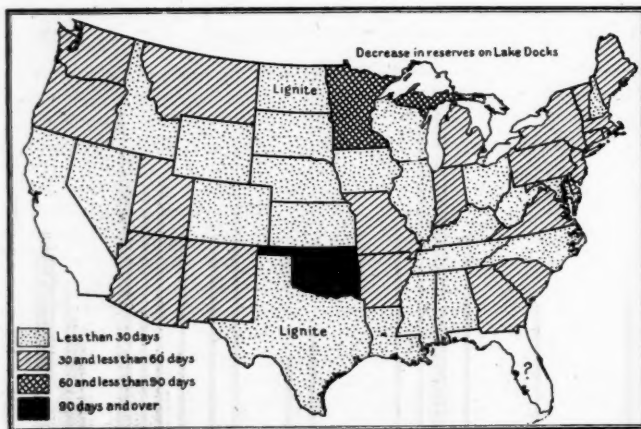 Decrease in reserves on Lake Docks
Lignite
Lignite
?
Less than 30 days
30 and less than 60 days
60 and less than 90 days
90 days and over